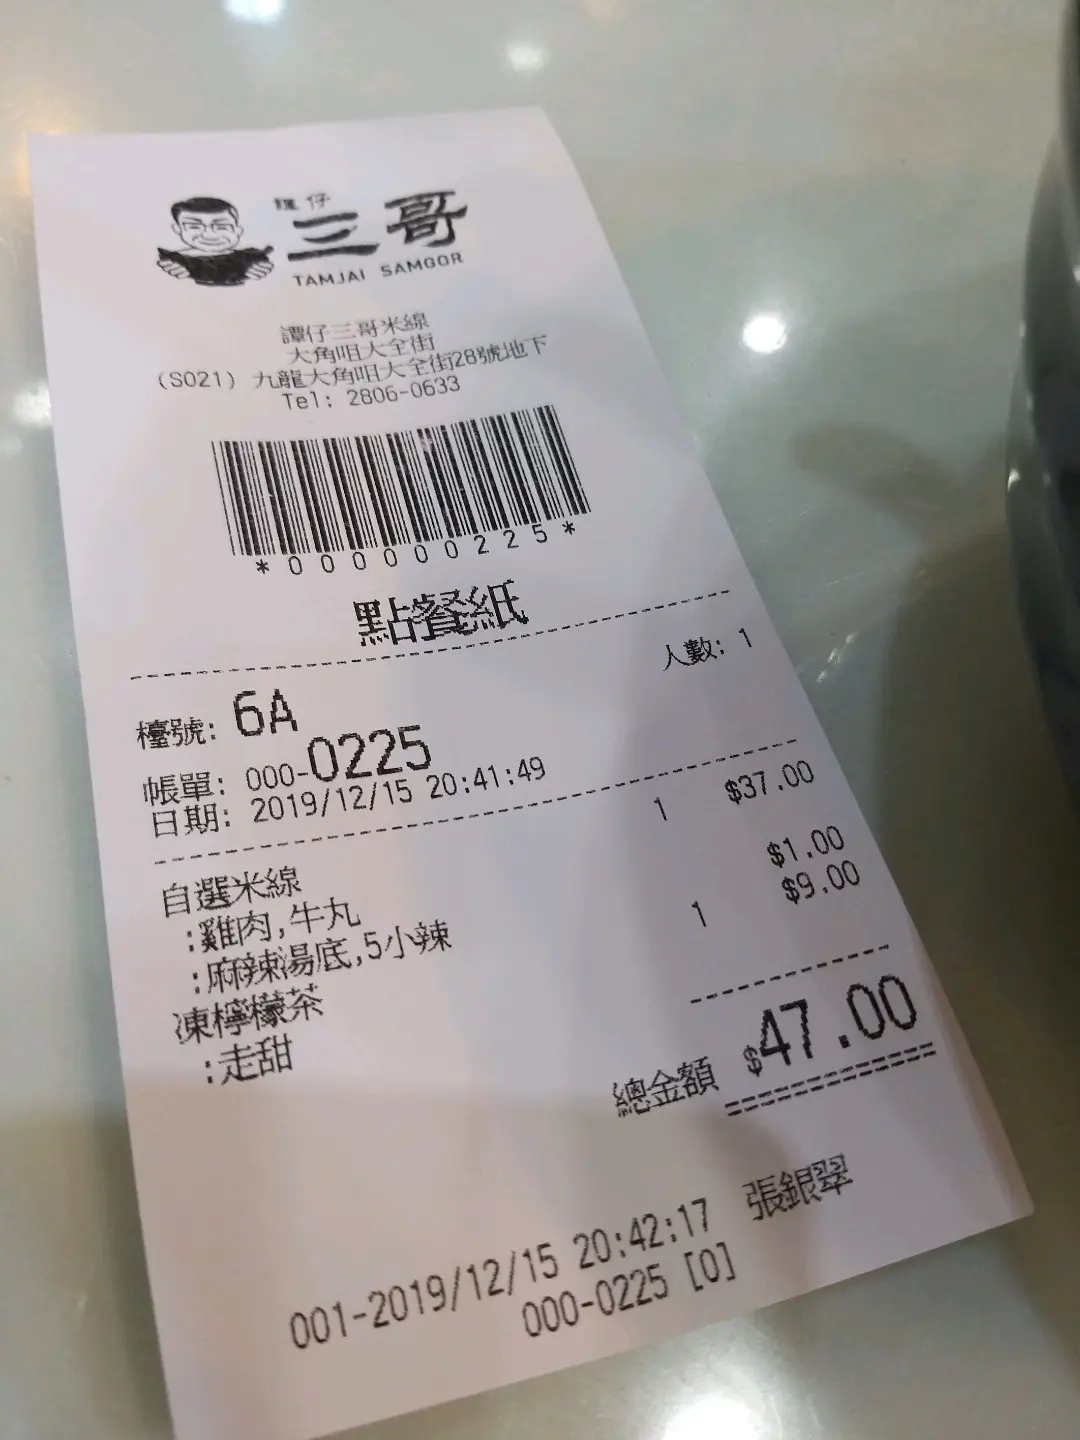 譚仔
三哥
TAMJAI SAMGOR
譚仔三哥米線
大角咀大全街
(S021) 九龍大角咀大全街28號地下
Tel: 2806-0633
*000000225*
點餐紙
人數: 1
檯號: 6A
帳單: 000-0225
日期: 2019/12/15 20:41:49
自選米線 1 $37.00
:雞肉,牛丸
:麻辣湯底,5小辣 $1.00
凍檸檬茶 1 $9.00
:走甜
總金額 $47.00
001-2019/12/15 20:42:17 張銀翠
000-0225 [0]